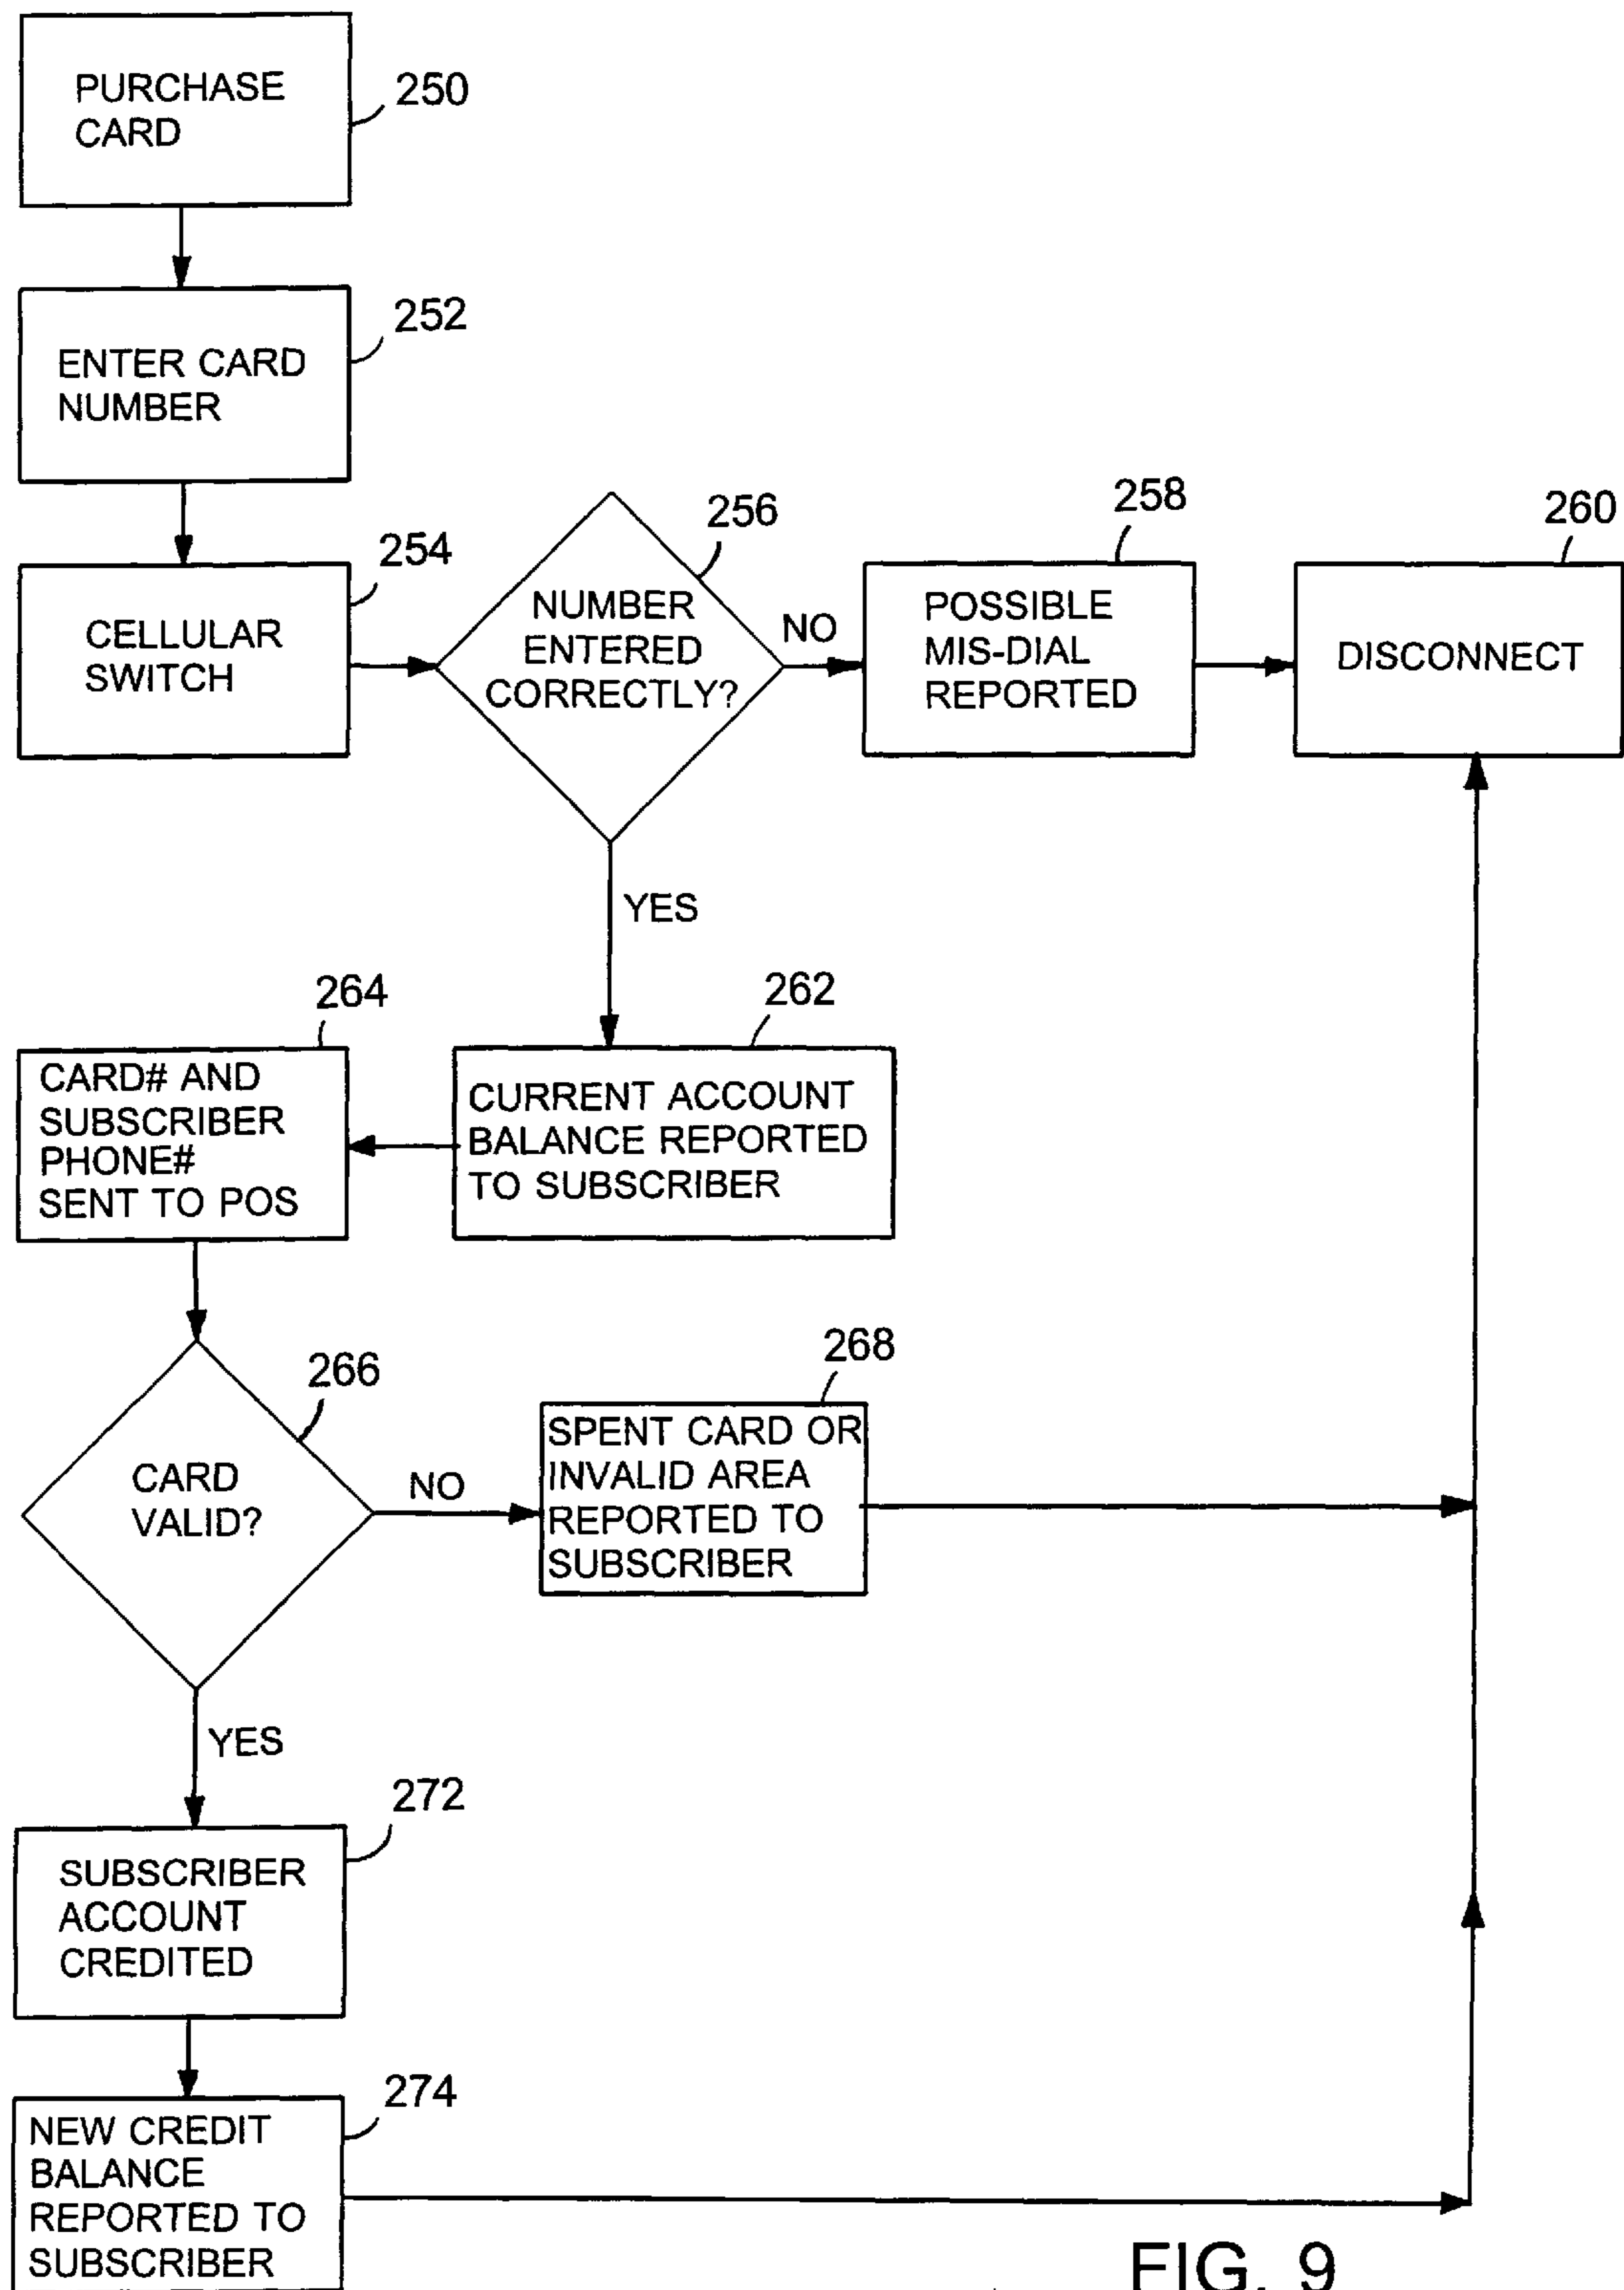 PURCHASE
CARD
250
ENTER CARD
NUMBER
252
CELLULAR
SWITCH
254
NUMBER
ENTERED
CORRECTLY?
256
NO
POSSIBLE
MIS-DIAL
REPORTED
258
DISCONNECT
260
YES
CURRENT ACCOUNT
BALANCE REPORTED
TO SUBSCRIBER
262
CARD# AND
SUBSCRIBER
PHONE#
SENT TO POS
264
CARD
VALID?
266
NO
SPENT CARD OR
INVALID AREA
REPORTED TO
SUBSCRIBER
268
YES
SUBSCRIBER
ACCOUNT
CREDITED
272
NEW CREDIT
BALANCE
REPORTED TO
SUBSCRIBER
274
FIG. 9